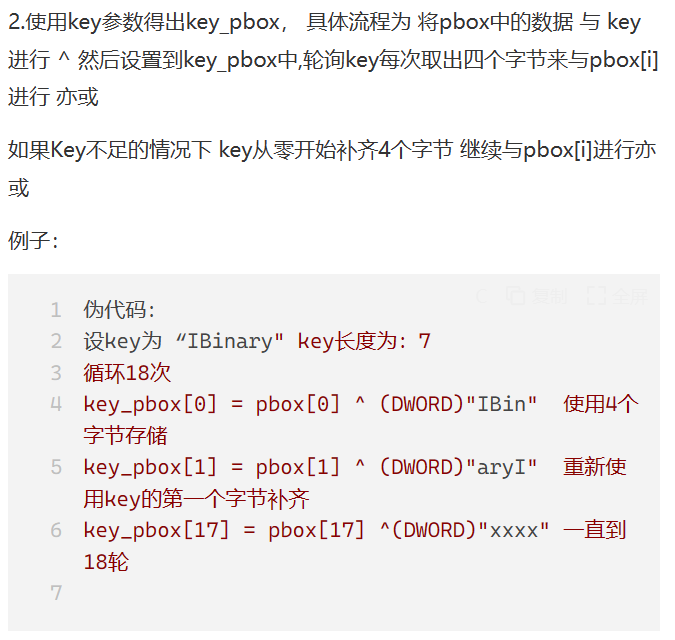 2.使用key参数得出key_pbox， 具体流程为 将pbox中的数据 与 key
进行 ^ 然后设置到key_pbox中,轮询key每次取出四个字节来与pbox[i]
进行 亦或
如果Key不足的情况下 key从零开始补齐4个字节 继续与pbox[i]进行亦
或
例子：
C 复制 全屏
1 伪代码：
2 设key为 “IBinary" key长度为：7
3 循环18次
4 key_pbox[0] = pbox[0] ^ (DWORD)"IBin" 使用4个
字节存储
5 key_pbox[1] = pbox[1] ^ (DWORD)"aryI" 重新使
用key的第一个字节补齐
6 key_pbox[17] = pbox[17] ^(DWORD)"xxxx" 一直到
18轮
7